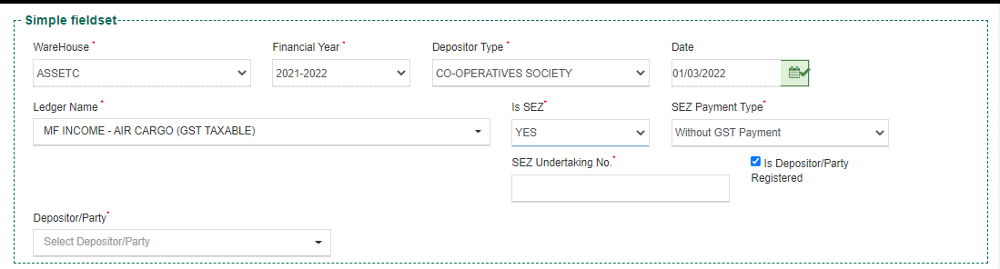 Simple fieldset
WareHouse * Financial Year * Depositor Type * Date
ASSETC 2021-2022 CO-OPERATIVES SOCIETY 01/03/2022
Ledger Name * Is SEZ* SEZ Payment Type*
MF INCOME - AIR CARGO (GST TAXABLE) YES Without GST Payment
SEZ Undertaking No.* Is Depositor/Party
Registered
Depositor/Party*
Select Depositor/Party